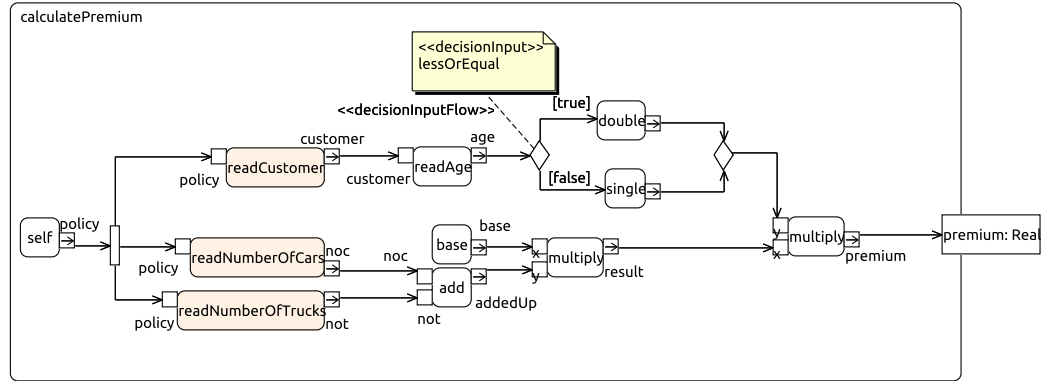 calculatePremium
<<decisionInput>>
lessOrEqual
<<decisionInputFlow>>
[true]
double
customer
age
readCustomer
readAge
policy
customer
[false]
single
self
policy
readNumberOfCars
noc
policy
noc
base
base
x
y
multiply
result
add
addedUp
readNumberOfTrucks
policy
not
not
y
x
multiply
premium
premium: Real